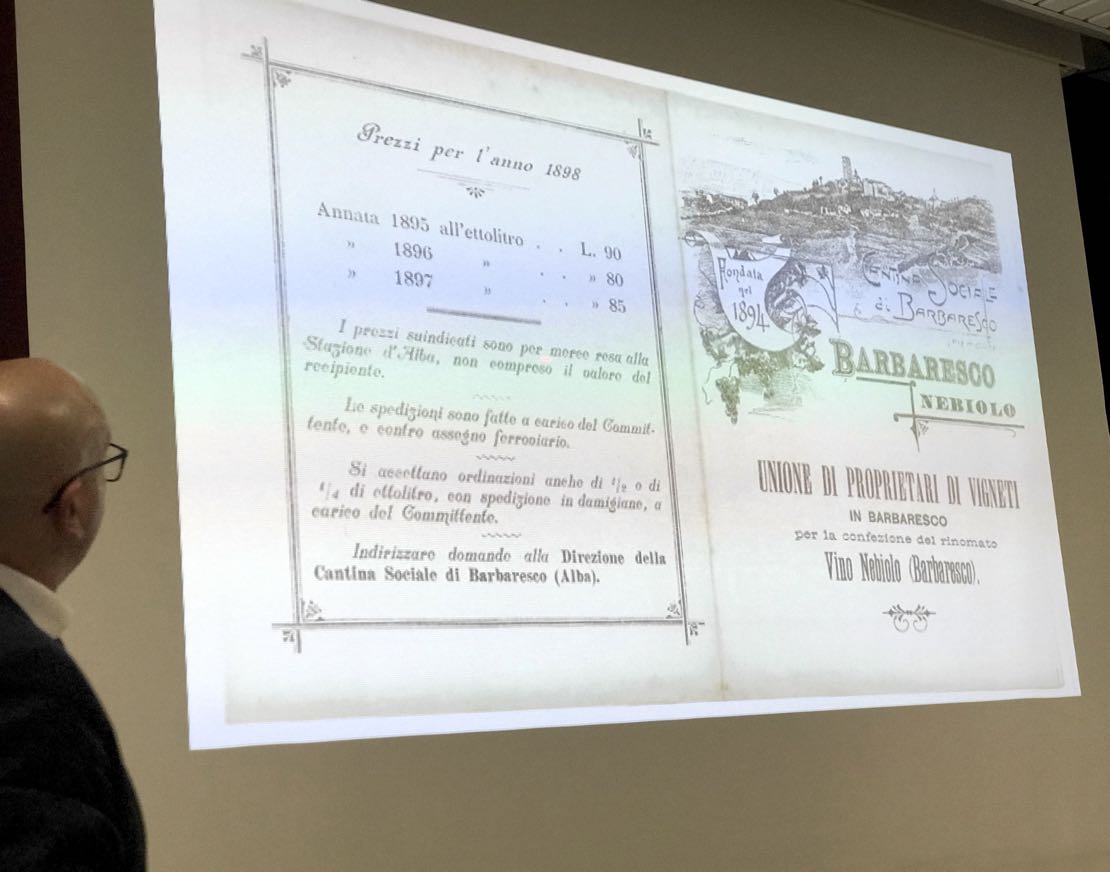 Prezzi per l'anno 1898
Annata 1895 all'ettolitro . . L. 90
» 1896 » . . » 80
» 1897 » . . » 85
I prezzi suindicati sono per merce resa alla
Stazione d'Alba, non compreso il valore del
recipiente.
Le spedizioni sono fatte a carico del Commit-
tente, e contro assegno ferroviario.
Si accettano ordinazioni anche di 1/2 o di
1/4 di ettolitro, con spedizione in damigiane, a
carico del Committente.
Indirizzare domande alla Direzione della
Cantina Sociale di Barbaresco (Alba).
Fondata
nel
1894
CANTINA SOCIALE
di BARBARESCO
BARBARESCO
NEBIOLO
UNIONE DI PROPRIETARI DI VIGNETI
IN BARBARESCO
per la confezione del rinomato
Vino Nebiolo (Barbaresco).